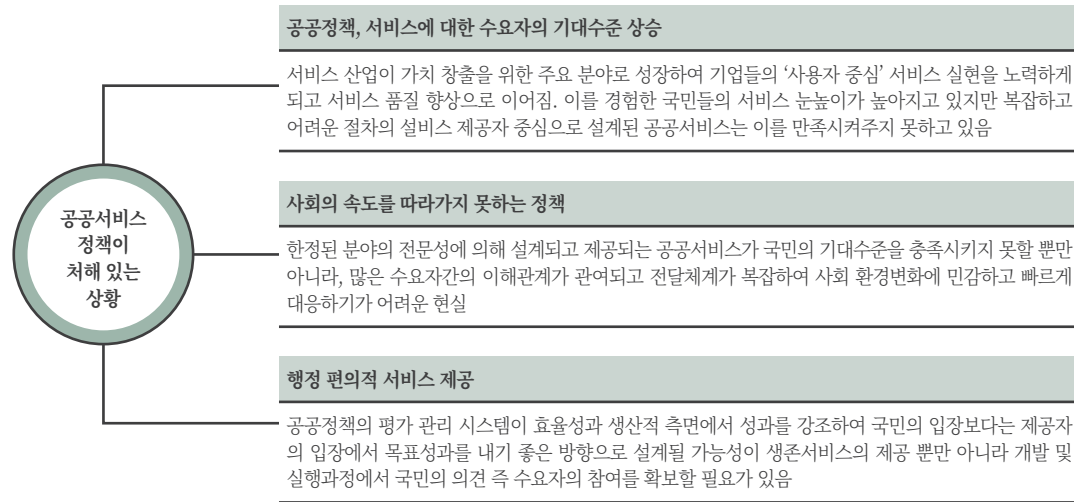 공공정책, 서비스에 대한 수요자의 기대수준 상승
서비스 산업이 가치 창출을 위한 주요 분야로 성장하여 기업들의 ‘사용자 중심’ 서비스 실현을 노력하게
되고 서비스 품질 향상으로 이어짐. 이를 경험한 국민들의 서비스 눈높이가 높아지고 있지만 복잡하고
어려운 절차의 설비스 제공자 중심으로 설계된 공공서비스는 이를 만족시켜주지 못하고 있음
공공서비스
정책이
처해 있는
상황
사회의 속도를 따라가지 못하는 정책
한정된 분야의 전문성에 의해 설계되고 제공되는 공공서비스가 국민의 기대수준을 충족시키지 못할 뿐만
아니라, 많은 수요자간의 이해관계가 관여되고 전달체계가 복잡하여 사회 환경변화에 민감하고 빠르게
대응하기가 어려운 현실
행정 편의적 서비스 제공
공공정책의 평가 관리 시스템이 효율성과 생산적 측면에서 성과를 강조하여 국민의 입장보다는 제공자
의 입장에서 목표성과를 내기 좋은 방향으로 설계될 가능성이 생존서비스의 제공 뿐만 아니라 개발 및
실행과정에서 국민의 의견 즉 수요자의 참여를 확보할 필요가 있음